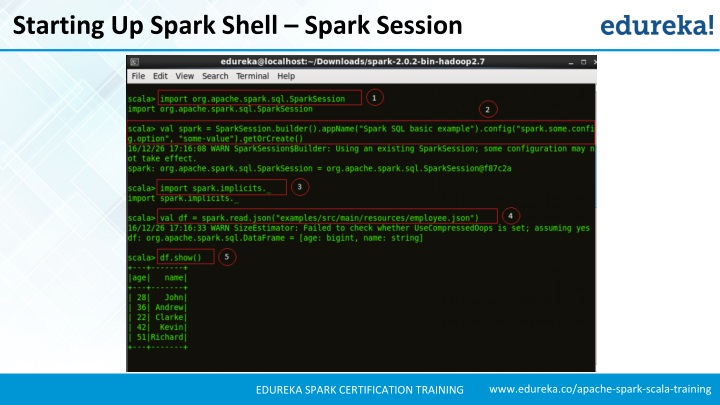 Starting Up Spark Shell – Spark Session
edureka!
edureka@localhost:~/Downloads/spark-2.0.2-bin-hadoop2.7
File Edit View Search Terminal Help
scala> import org.apache.spark.sql.SparkSession
1
import org.apache.spark.sql.SparkSession
2
scala> val spark = SparkSession.builder().appName("Spark SQL basic example").config("spark.some.confi
g.option", "some-value").getOrCreate()
16/12/26 17:16:08 WARN SparkSession$Builder: Using an existing SparkSession; some configuration may n
ot take effect.
spark: org.apache.spark.sql.SparkSession = org.apache.spark.sql.SparkSession@f87c2a
scala> import spark.implicits._
3
import spark.implicits._
scala> val df = spark.read.json("examples/src/main/resources/employee.json")
4
16/12/26 17:16:33 WARN SizeEstimator: Failed to check whether UseCompressedOops is set; assuming yes
df: org.apache.spark.sql.DataFrame = [age: bigint, name: string]
scala> df.show()
5
+---+-------+
|age|   name|
+---+-------+
| 28|   John|
| 36| Andrew|
| 22| Clarke|
| 42|  Kevin|
| 51|Richard|
+---+-------+
EDUREKA SPARK CERTIFICATION TRAINING
www.edureka.co/apache-spark-scala-training